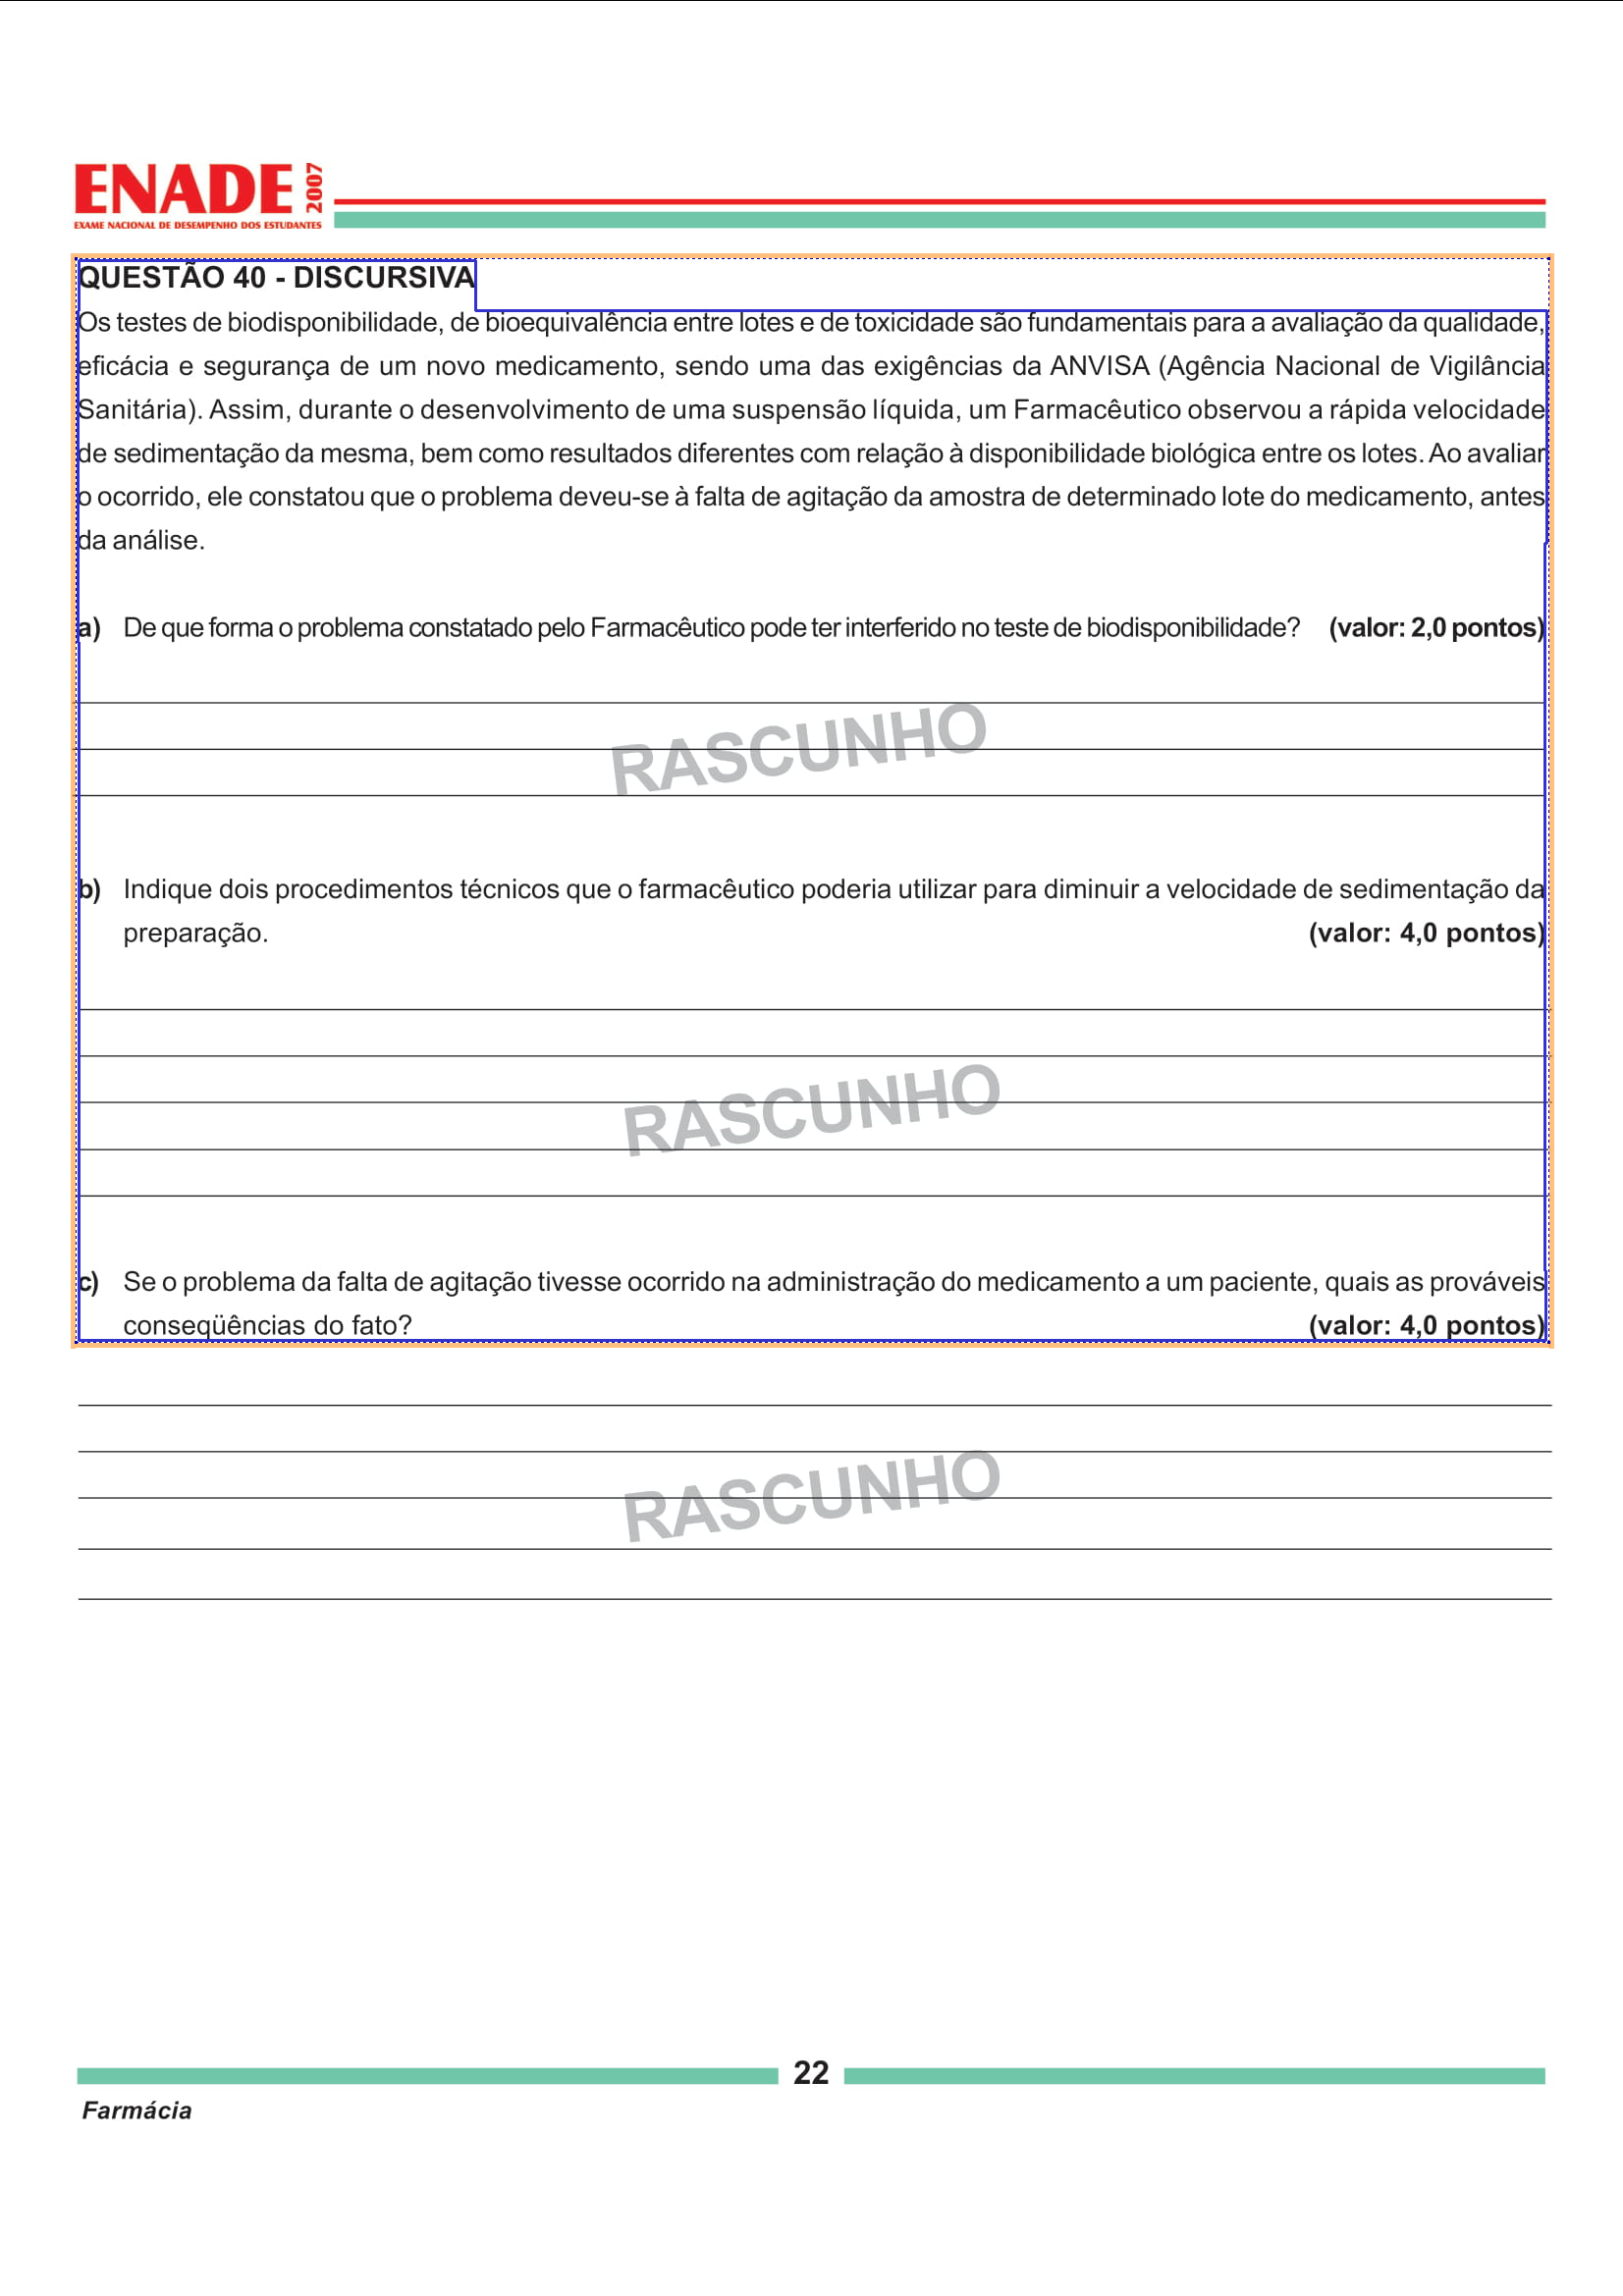 ENADE 2007
EXAME NACIONAL DE DESEMPENHO DOS ESTUDANTES
QUESTÃO 40 - DISCURSIVA
Os testes de biodisponibilidade, de bioequivalência entre lotes e de toxicidade são fundamentais para a avaliação da qualidade,
eficácia e segurança de um novo medicamento, sendo uma das exigências da ANVISA (Agência Nacional de Vigilância
Sanitária). Assim, durante o desenvolvimento de uma suspensão líquida, um Farmacêutico observou a rápida velocidade
de sedimentação da mesma, bem como resultados diferentes com relação à disponibilidade biológica entre os lotes. Ao avaliar
o ocorrido, ele constatou que o problema deveu-se à falta de agitação da amostra de determinado lote do medicamento, antes
da análise.
a) De que forma o problema constatado pelo Farmacêutico pode ter interferido no teste de biodisponibilidade? (valor: 2,0 pontos)
RASCUNHO
b) Indique dois procedimentos técnicos que o farmacêutico poderia utilizar para diminuir a velocidade de sedimentação da
preparação. (valor: 4,0 pontos)
RASCUNHO
c) Se o problema da falta de agitação tivesse ocorrido na administração do medicamento a um paciente, quais as prováveis
conseqüências do fato? (valor: 4,0 pontos)
RASCUNHO
22
Farmácia